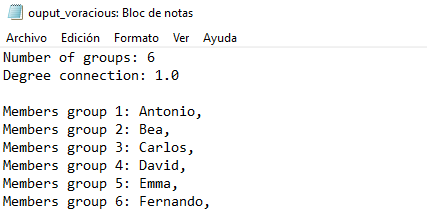 ouput_voracious: Bloc de notas
Archivo Edición Formato Ver Ayuda
Number of groups: 6
Degree connection: 1.0
Members group 1: Antonio,
Members group 2: Bea,
Members group 3: Carlos,
Members group 4: David,
Members group 5: Emma,
Members group 6: Fernando,